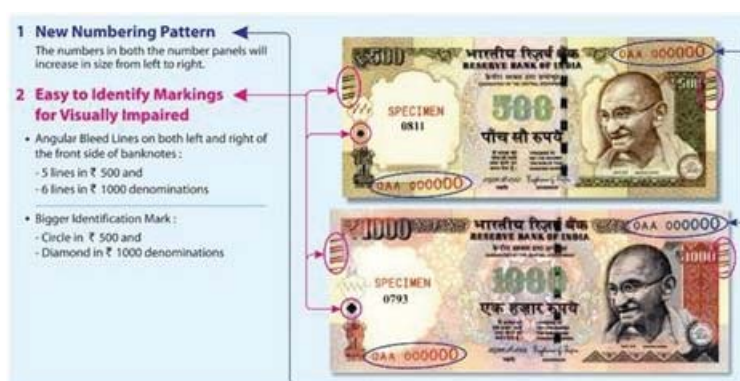 1 New Numbering Pattern
The numbers in both the number panels will
increase in size from left to right.
2 Easy to Identify Markings
for Visually Impaired
• Angular Bleed Lines on both left and right of
the front side of banknotes :
- 5 lines in ₹ 500 and
- 6 lines in ₹ 1000 denominations
• Bigger Identification Mark :
- Circle in ₹ 500 and
- Diamond in ₹ 1000 denominations
₹500
भारतीय रिज़र्व बैंक
0AA 000000
RESERVE BANK OF INDIA
SPECIMEN
0811
500
₹500
पाँच सौ रुपये
0AA 000000
₹1000
भारतीय रिज़र्व बैंक
0AA 000000
RESERVE BANK OF INDIA
SPECIMEN
0793
1000
₹1000
एक हज़ार रुपये
0AA 000000